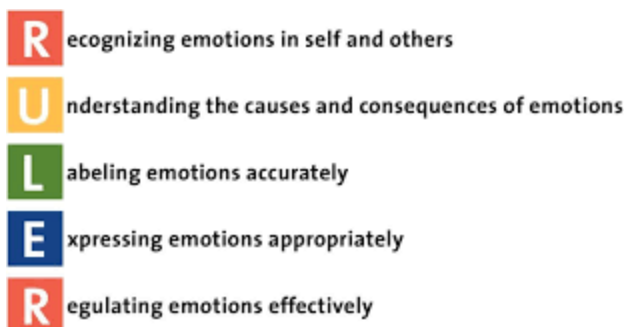 Recognizing emotions in self and others
Understanding the causes and consequences of emotions
Labeling emotions accurately
Expressing emotions appropriately
Regulating emotions effectively